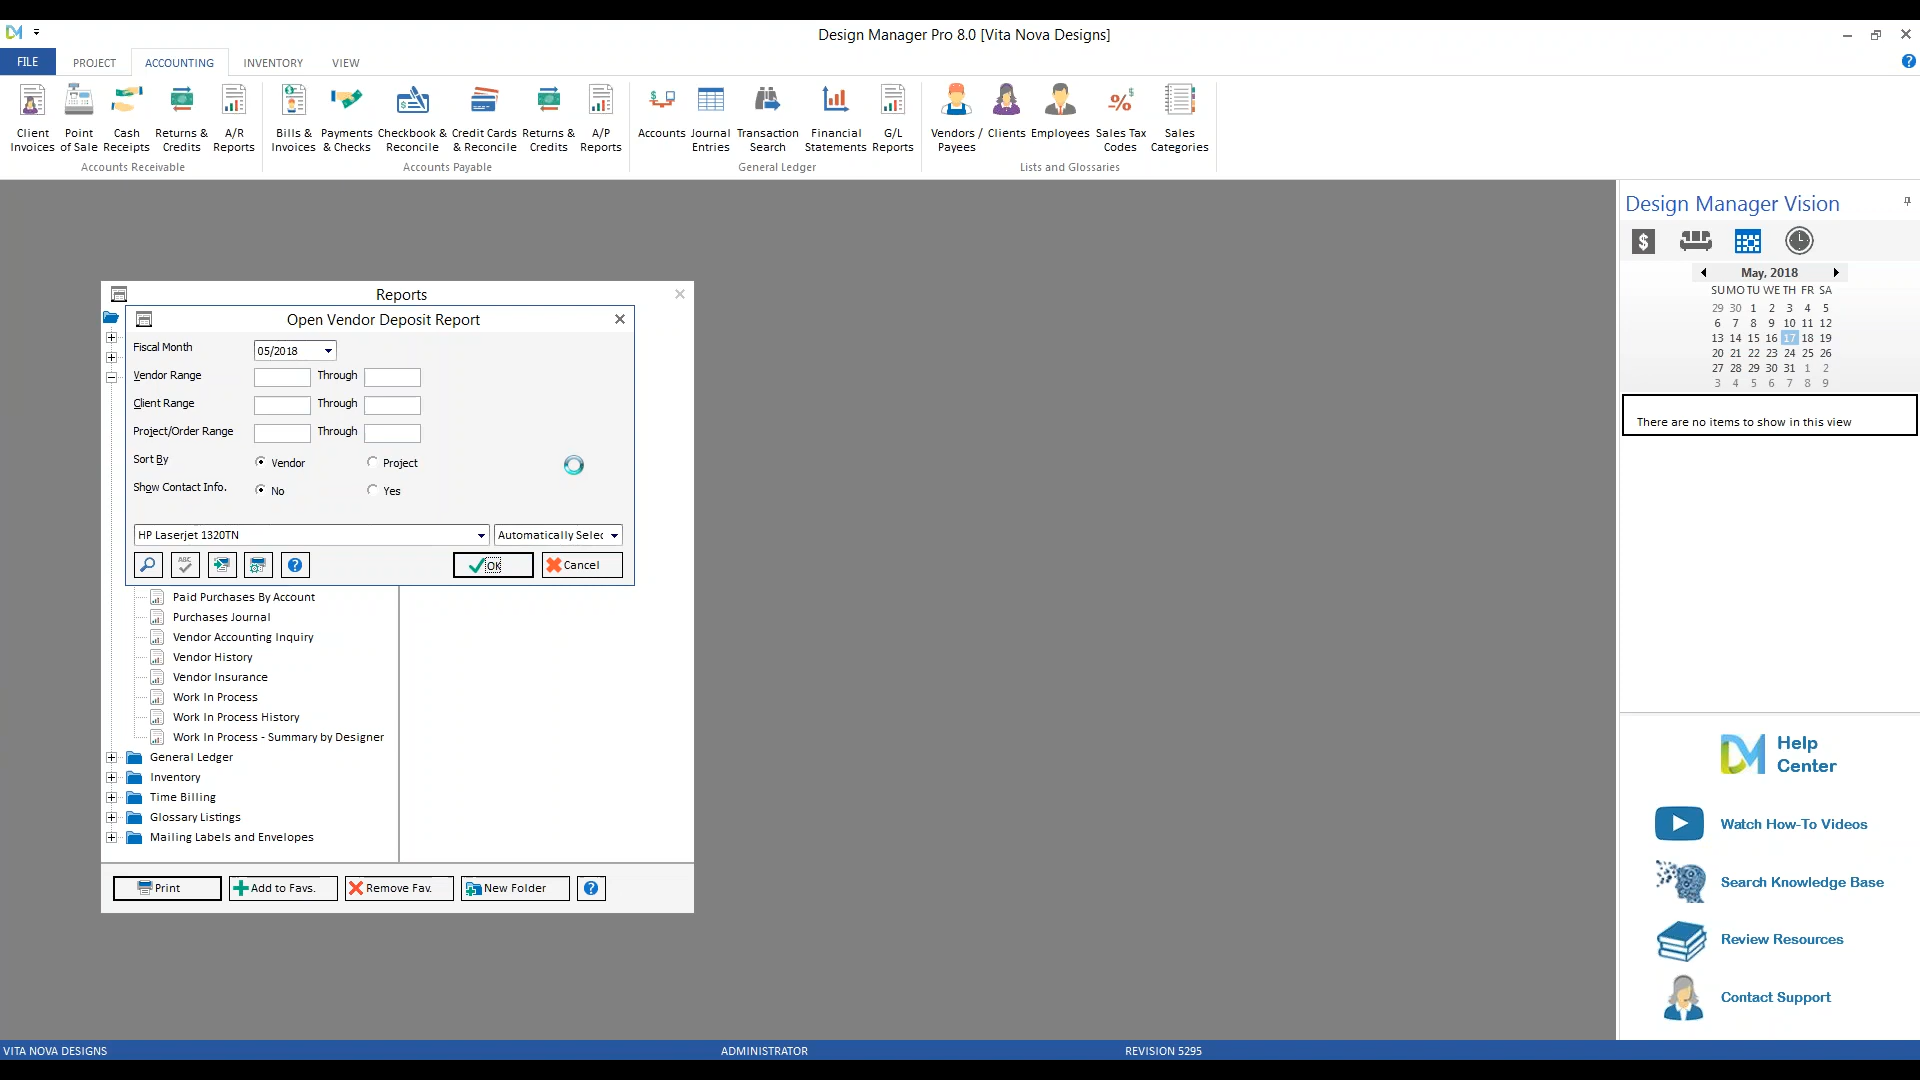 Design Manager Pro 8.0 [Vita Nova Designs]
FILE
PROJECT
ACCOUNTING
INVENTORY
VIEW
Client Invoices
Point of Sale
Cash Receipts
Returns & Credits
A/R Reports
Accounts Receivable
Bills & Invoices
Payments & Checks
Checkbook & Reconcile
Credit Cards & Reconcile
Returns & Credits
A/P Reports
Accounts Payable
Accounts
Journal Entries
Transaction Search
Financial Statements
G/L Reports
General Ledger
Vendors / Payees
Clients
Employees
Sales Tax Codes
Sales Categories
Lists and Glossaries
Reports
Open Vendor Deposit Report
Fiscal Month 05/2018
Vendor Range Through
Client Range Through
Project/Order Range Through
Sort By Vendor Project
Show Contact Info. No Yes
HP Laserjet 1320TN Automatically Selec
ABC
OK Cancel
Paid Purchases By Account
Purchases Journal
Vendor Accounting Inquiry
Vendor History
Vendor Insurance
Work In Process
Work In Process History
Work In Process - Summary by Designer
General Ledger
Inventory
Time Billing
Glossary Listings
Mailing Labels and Envelopes
Print
Add to Favs.
Remove Fav.
New Folder
Design Manager Vision
May, 2018
SU MO TU WE TH FR SA
29 30 1 2 3 4 5
6 7 8 9 10 11 12
13 14 15 16 17 18 19
20 21 22 23 24 25 26
27 28 29 30 31 1 2
3 4 5 6 7 8 9
There are no items to show in this view
DM Help Center
Watch How-To Videos
Search Knowledge Base
Review Resources
Contact Support
VITA NOVA DESIGNS ADMINISTRATOR REVISION 5295